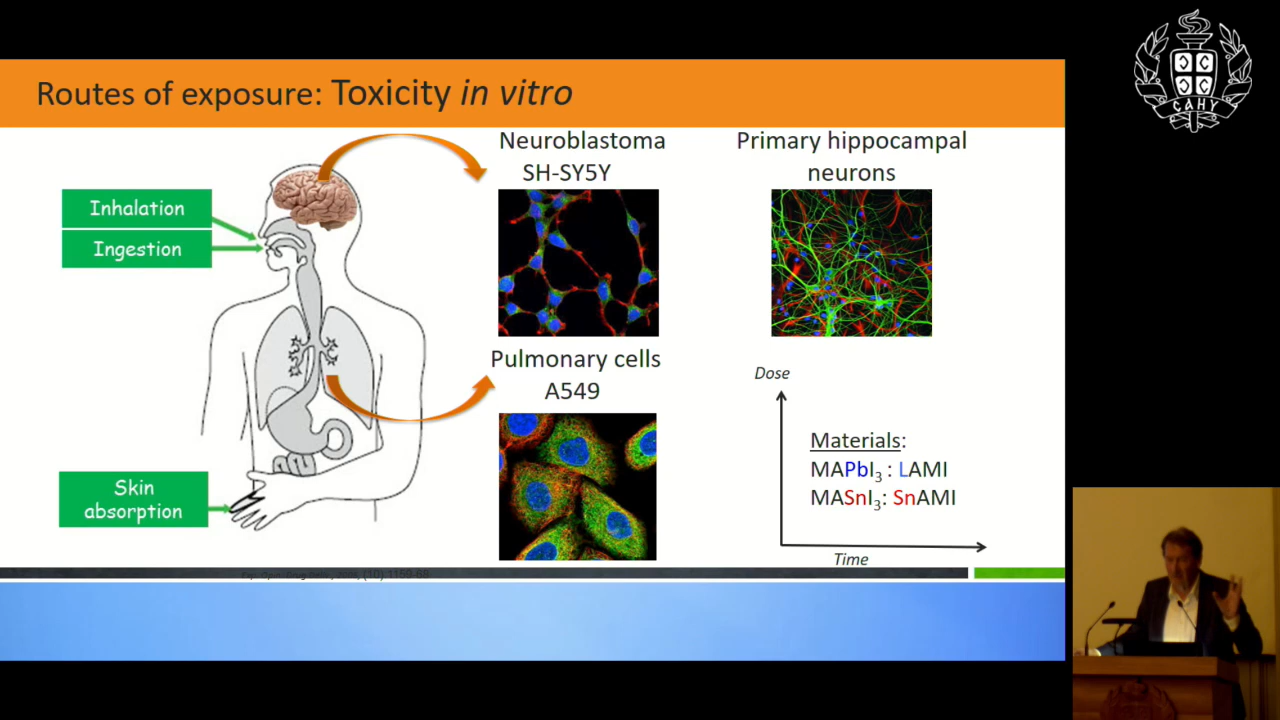 Routes of exposure: Toxicity in vitro
Neuroblastoma
SH-SY5Y
Primary hippocampal
neurons
Inhalation
Ingestion
Pulmonary cells
A549
Dose
Materials:
MAPbI₃ : LAMI
MASnI₃: SnAMI
Skin
absorption
Time
САНУ